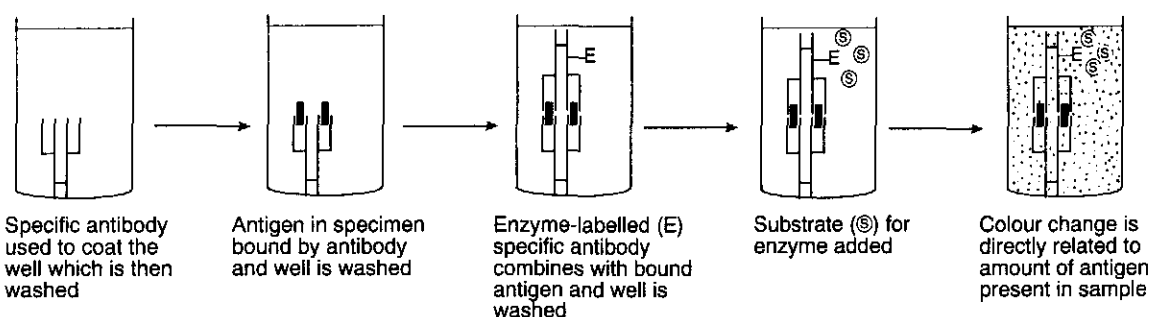 E
E
Ⓢ
Ⓢ
Ⓢ
E
Ⓢ
Ⓢ
Ⓢ
Specific antibody
used to coat the
well which is then
washed
Antigen in specimen
bound by antibody
and well is washed
Enzyme-labelled (E)
specific antibody
combines with bound
antigen and well is
washed
Substrate (Ⓢ) for
enzyme added
Colour change is
directly related to
amount of antigen
present in sample